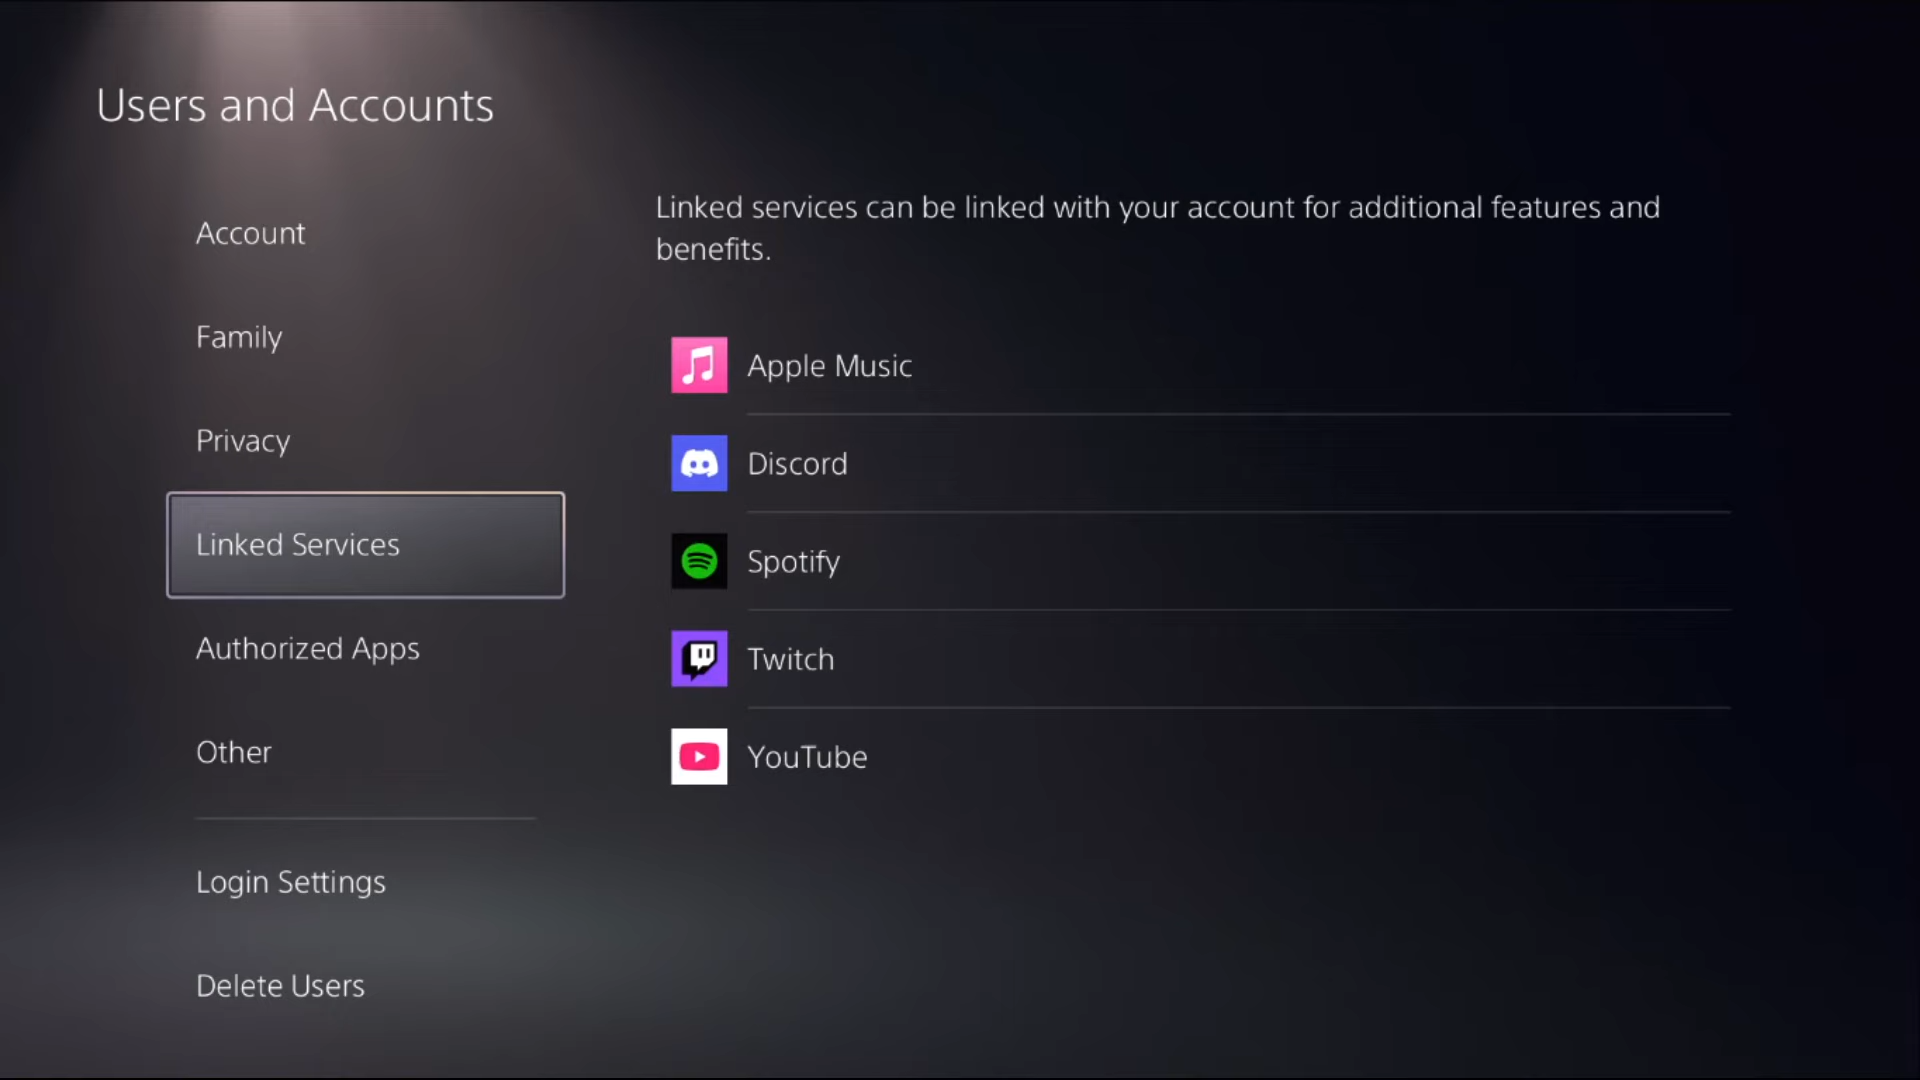 Users and Accounts
Account
Family
Privacy
Linked Services
Authorized Apps
Other
Login Settings
Delete Users
Linked services can be linked with your account for additional features and
benefits.
Apple Music
Discord
Spotify
Twitch
YouTube